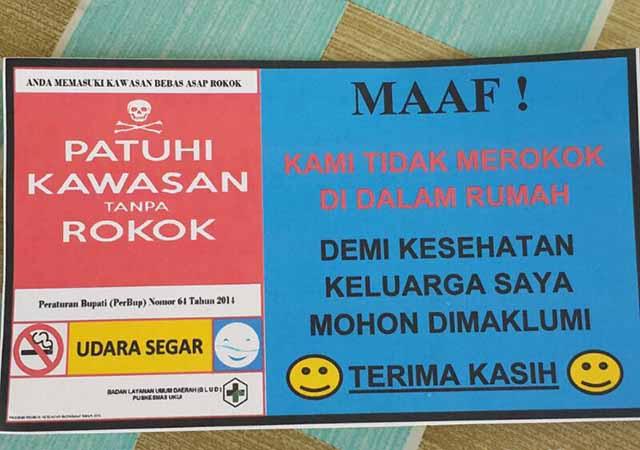 ANDA MEMASUKI KAWASAN BEBAS ASAP ROKOK
PATUHI
KAWASAN
TANPA
ROKOK
Peraturan Bupati (PerBup) Nomor 64 Tahun 2014
UDARA SEGAR
BADAN LAYANAN UMUM DAERAH (B L U D)
PUSKESMAS UKUI
MAAF !
KAMI TIDAK MEROKOK
DI DALAM RUMAH
DEMI KESEHATAN
KELUARGA SAYA
MOHON DIMAKLUMI
TERIMA KASIH